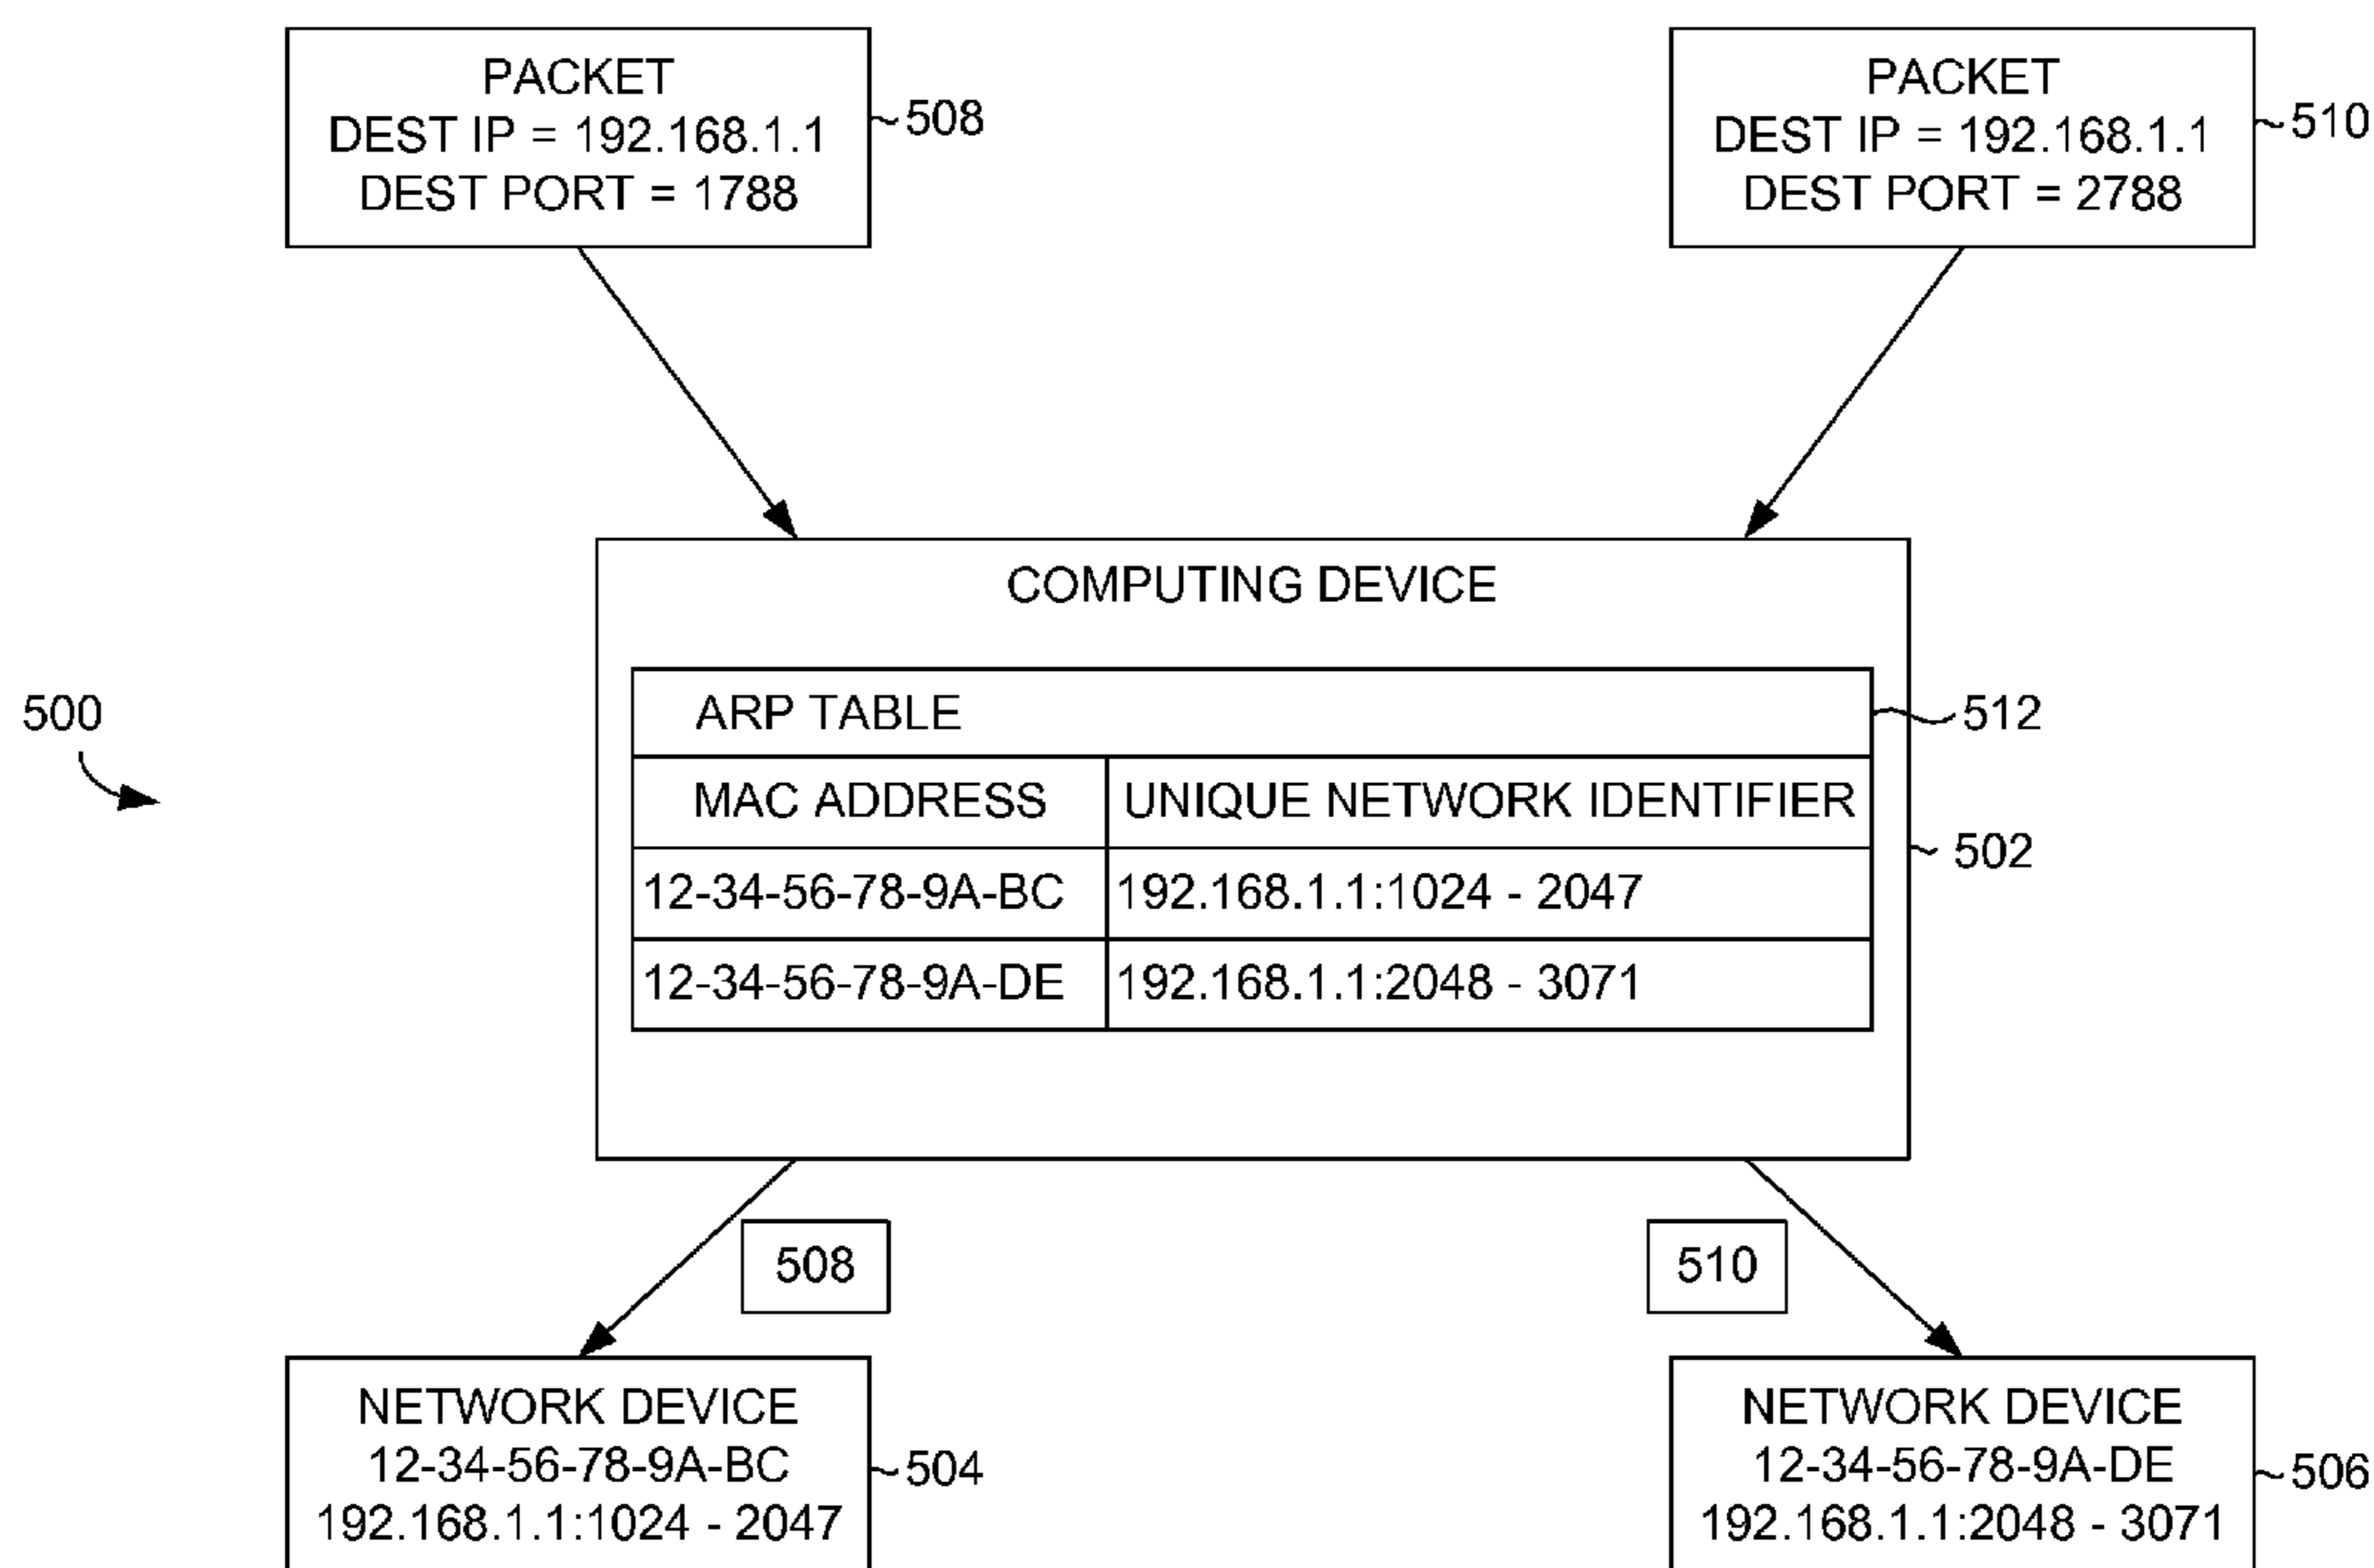 PACKET
DEST IP = 192.168.1.1
DEST PORT = 1788
508
PACKET
DEST IP = 192.168.1.1
DEST PORT = 2788
510
COMPUTING DEVICE
500
ARP TABLE
512
MAC ADDRESS UNIQUE NETWORK IDENTIFIER
502
12-34-56-78-9A-BC 192.168.1.1:1024 - 2047
12-34-56-78-9A-DE 192.168.1.1:2048 - 3071
508
510
NETWORK DEVICE
12-34-56-78-9A-BC
192.168.1.1:1024 - 2047
504
NETWORK DEVICE
12-34-56-78-9A-DE
192.168.1.1:2048 - 3071
506